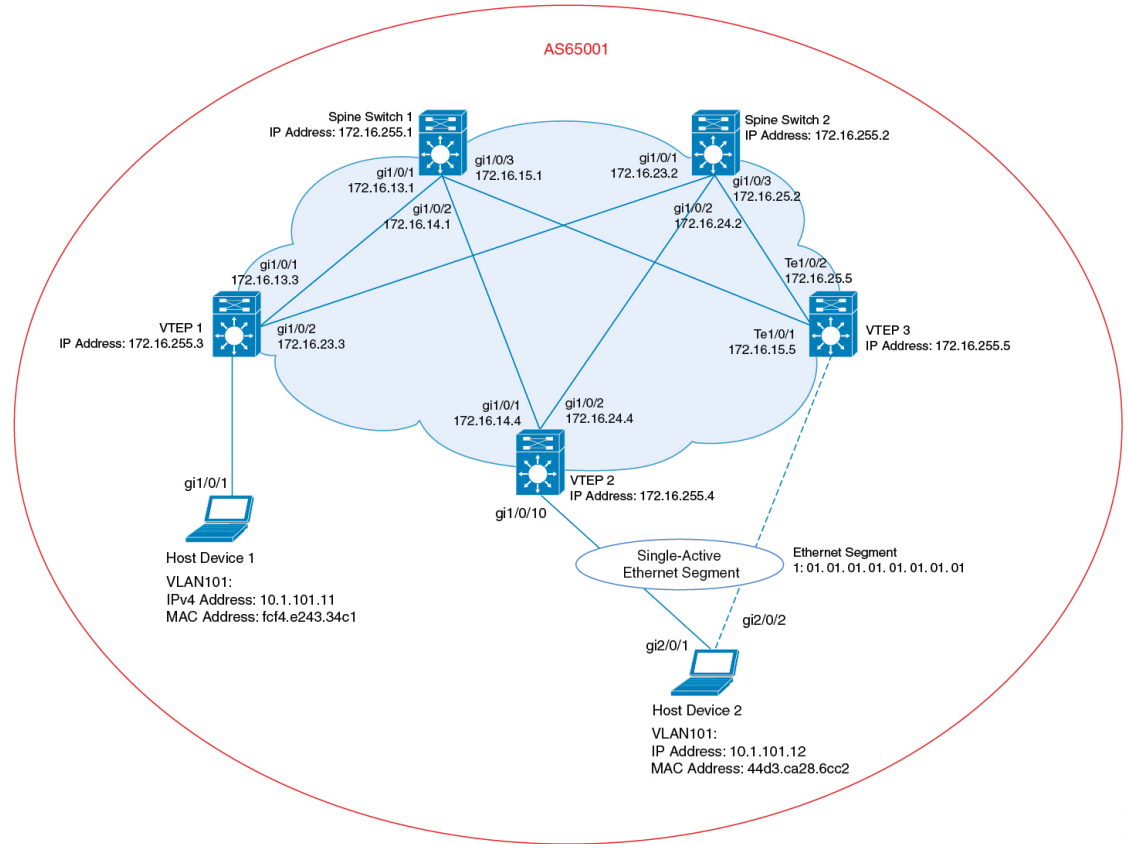 AS65001
Spine Switch 1
IP Address: 172.16.255.1
Spine Switch 2
IP Address: 172.16.255.2
gi1/0/1
172.16.13.1
gi1/0/3
172.16.15.1
gi1/0/2
172.16.14.1
gi1/0/1
172.16.23.2
gi1/0/3
172.16.25.2
gi1/0/2
172.16.24.2
gi1/0/1
172.16.13.3
Te1/0/2
172.16.25.5
VTEP 1
IP Address: 172.16.255.3
gi1/0/2
172.16.23.3
Te1/0/1
172.16.15.5
VTEP 3
IP Address: 172.16.255.5
gi1/0/1
172.16.14.4
gi1/0/2
172.16.24.4
VTEP 2
IP Address: 172.16.255.4
gi1/0/1
gi1/0/10
Host Device 1
VLAN101:
IPv4 Address: 10.1.101.11
MAC Address: fcf4.e243.34c1
Single-Active
Ethernet Segment
Ethernet Segment
1: 01.01.01.01.01.01.01.01.01
gi2/0/1
gi2/0/2
Host Device 2
VLAN101:
IP Address: 10.1.101.12
MAC Address: 44d3.ca28.6cc2